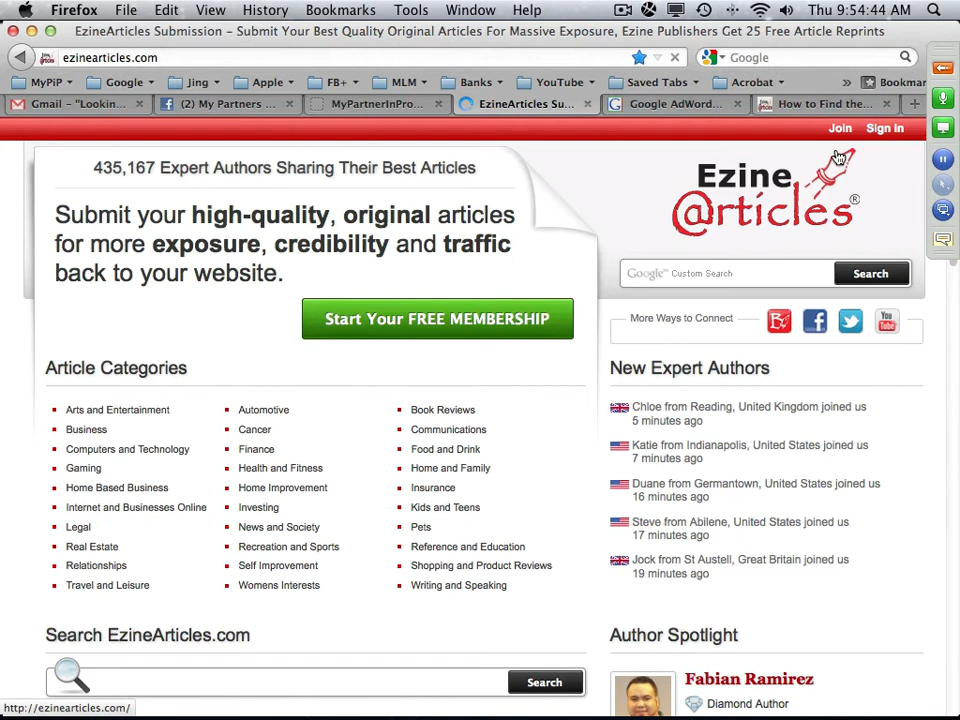 Firefox File Edit View History Bookmarks Tools Window Help Thu 9:54:44 AM
EzineArticles Submission – Submit Your Best Quality Original Articles For Massive Exposure, Ezine Publishers Get 25 Free Article Reprints
ezinearticles.com Google
MyPiP Google Jing Apple FB+ MLM Banks YouTube Saved Tabs Acrobat » Bookmar
Gmail – "Lookin... (2) My Partners ... MyPartnerInPro... EzineArticles Su... Google AdWord... How to Find the...
Join Sign In
435,167 Expert Authors Sharing Their Best Articles
Submit your high-quality, original articles
for more exposure, credibility and traffic
back to your website.
Start Your FREE MEMBERSHIP
Ezine
@rticles®
Google™ Custom Search Search
More Ways to Connect
You
Tube
Article Categories
Arts and Entertainment Automotive Book Reviews
Business Cancer Communications
Computers and Technology Finance Food and Drink
Gaming Health and Fitness Home and Family
Home Based Business Home Improvement Insurance
Internet and Businesses Online Investing Kids and Teens
Legal News and Society Pets
Real Estate Recreation and Sports Reference and Education
Relationships Self Improvement Shopping and Product Reviews
Travel and Leisure Womens Interests Writing and Speaking
New Expert Authors
Chloe from Reading, United Kingdom joined us
5 minutes ago
Katie from Indianapolis, United States joined us
7 minutes ago
Duane from Germantown, United States joined us
16 minutes ago
Steve from Abilene, United States joined us
17 minutes ago
Jock from St Austell, Great Britain joined us
19 minutes ago
Search EzineArticles.com
Search
Author Spotlight
Fabian Ramirez
Diamond Author
http://ezinearticles.com/